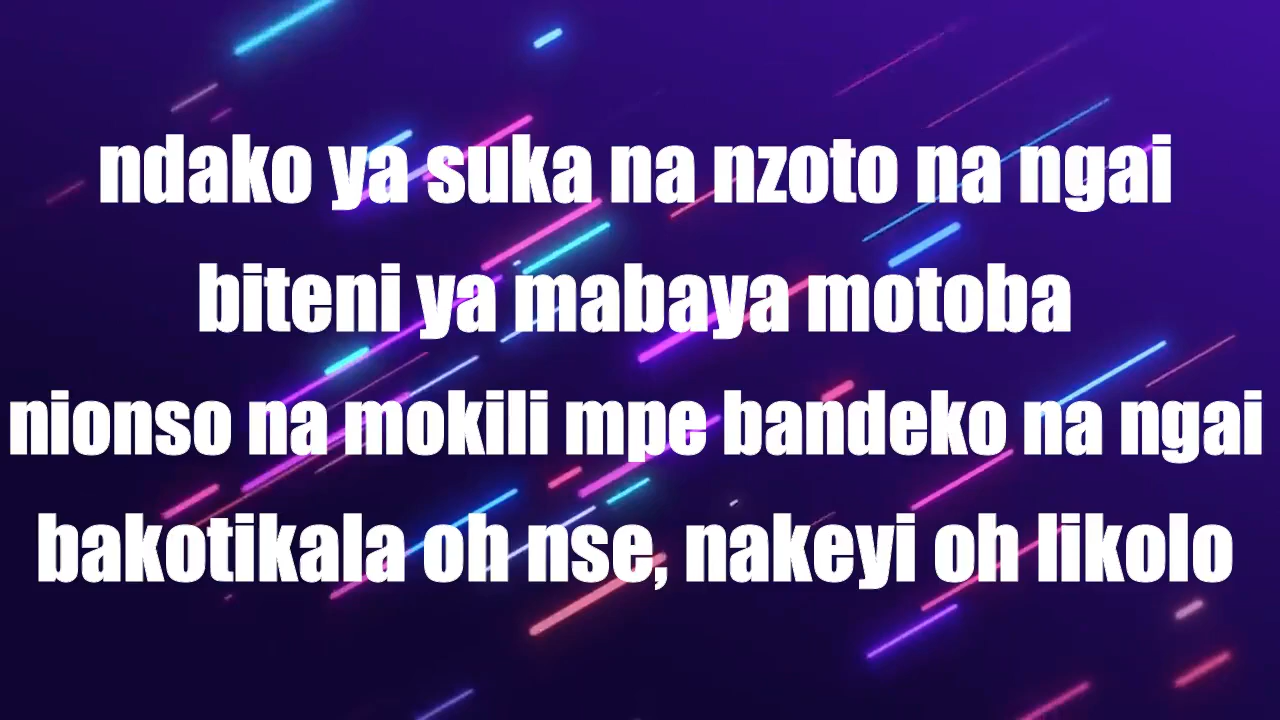 ndako ya suka na nzoto na ngai
biteni ya mabaya motoba
nionso na mokili mpe bandeko na ngai
bakotikala oh nse, nakeyi oh likolo